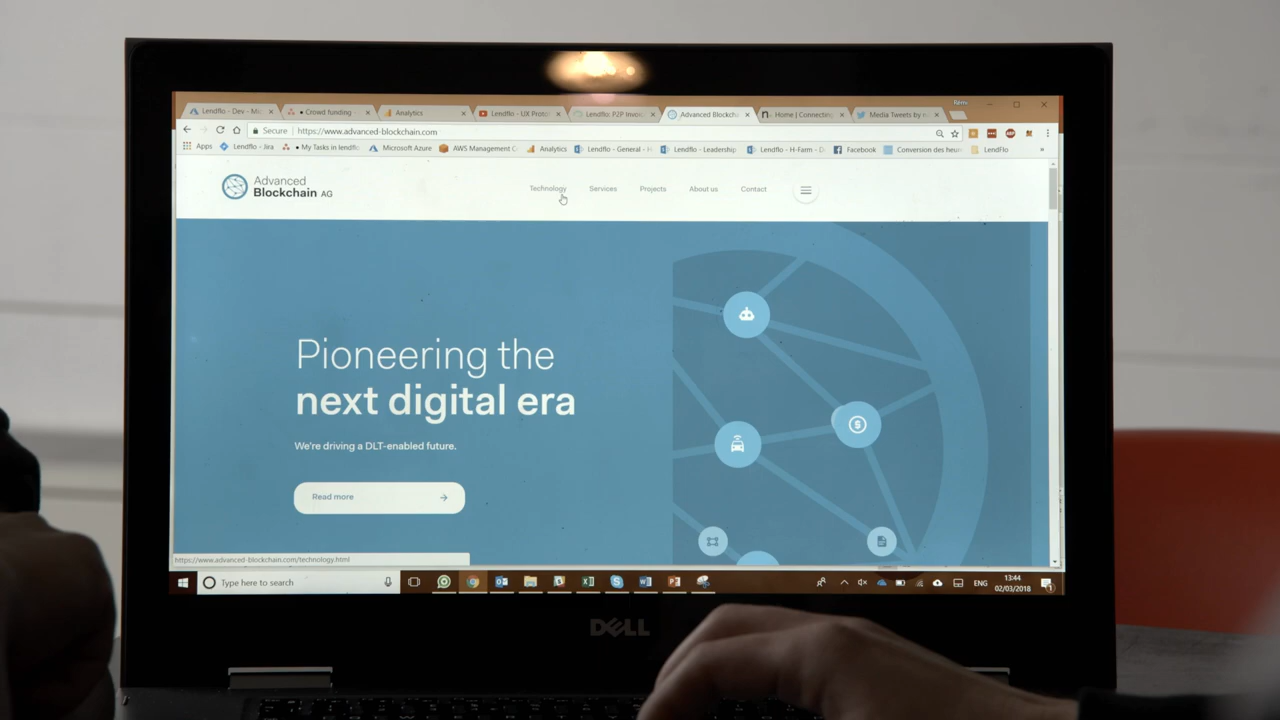 Rémi
Lendflo - Dev - Mic
Crowd funding -
Analytics
Lendflo - UX Proto
Lendflo: P2P Invoi
Advanced Blockcha
Home | Connecting
Media Tweets by n
Secure https://www.advanced-blockchain.com
Apps Lendflo - Jira My Tasks in lendflo Microsoft Azure AWS Management C Analytics Lendflo - General - H Lendflo - Leadership Lendflo - H-Farm - D Facebook Conversion des heur LendFlo »
Advanced
Blockchain AG
Technology Services Projects About us Contact
Pioneering the
next digital era
We're driving a DLT-enabled future.
Read more
https://www.advanced-blockchain.com/technology.html
Type here to search
ENG
13:44
02/03/2018
DELL